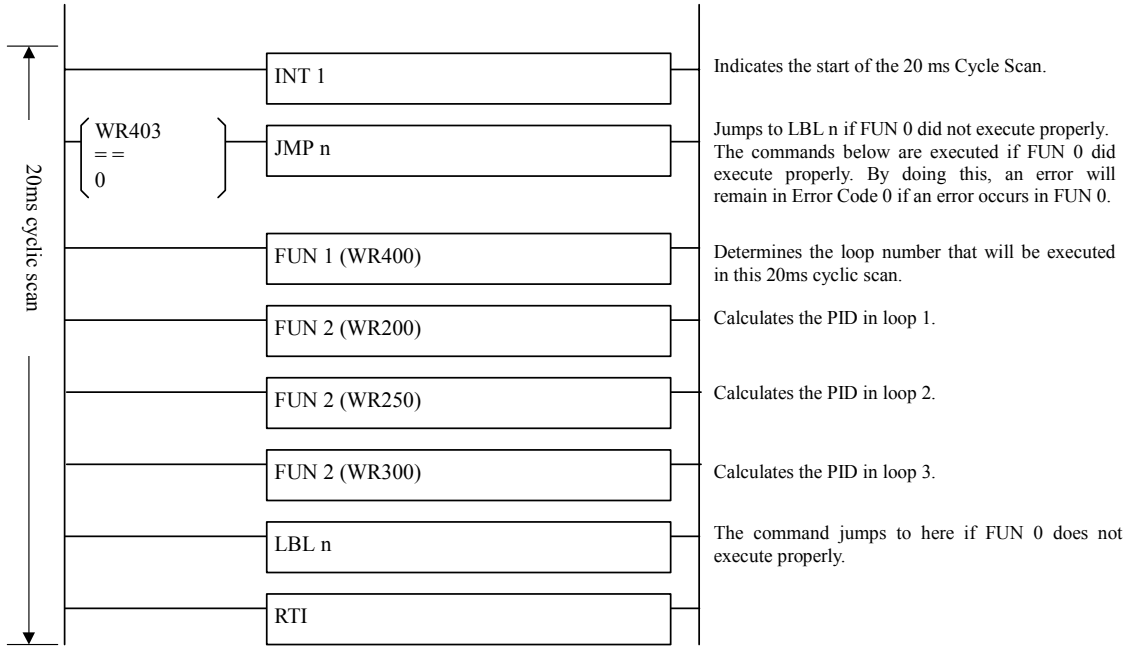 INT 1
Indicates the start of the 20 ms Cycle Scan.
WR403
= =
0
JMP n
Jumps to LBL n if FUN 0 did not execute properly.
The commands below are executed if FUN 0 did
execute properly. By doing this, an error will
remain in Error Code 0 if an error occurs in FUN 0.
20ms cyclic scan
FUN 1 (WR400)
Determines the loop number that will be executed
in this 20ms cyclic scan.
FUN 2 (WR200)
Calculates the PID in loop 1.
FUN 2 (WR250)
Calculates the PID in loop 2.
FUN 2 (WR300)
Calculates the PID in loop 3.
LBL n
The command jumps to here if FUN 0 does not
execute properly.
RTI